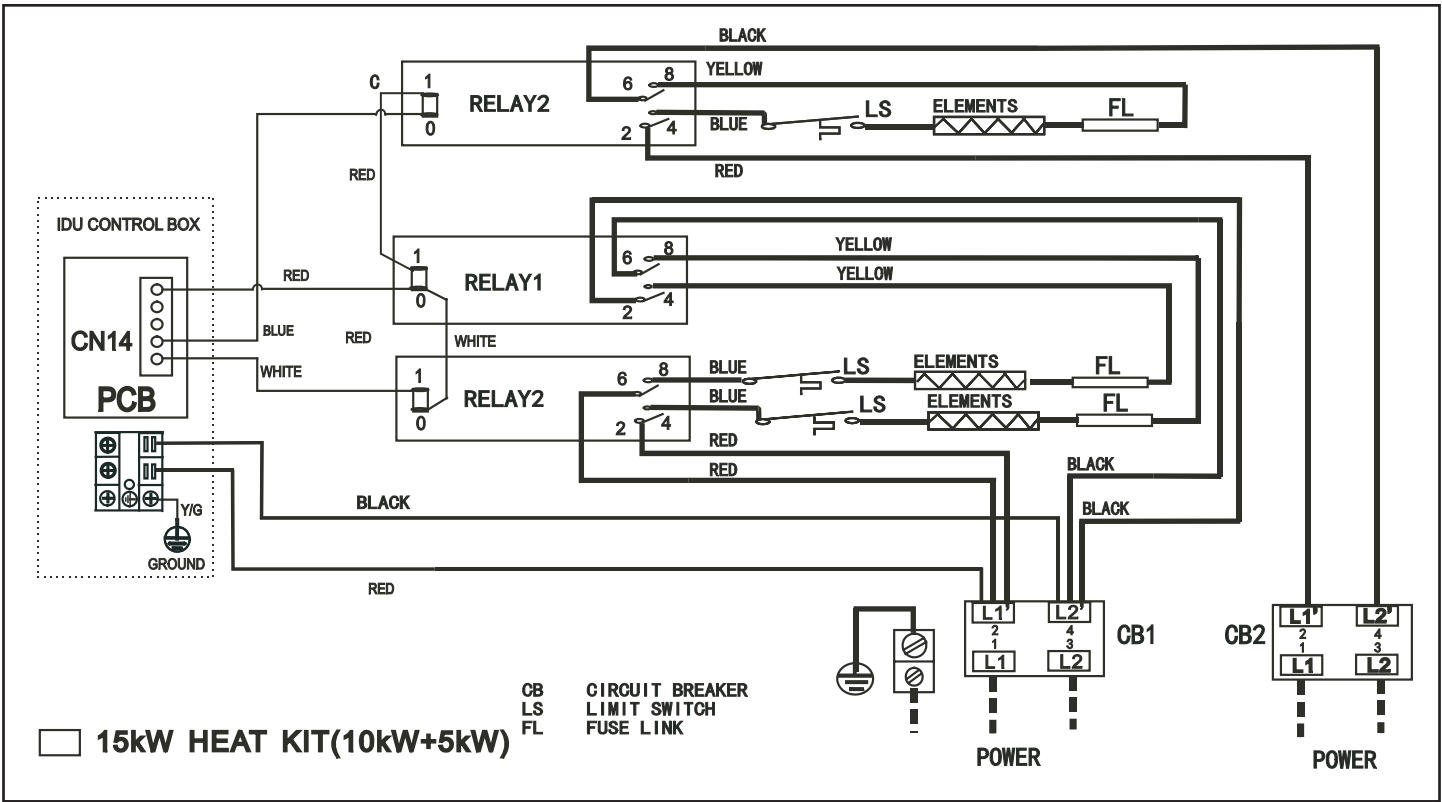 BLACK
C 1 RELAY2 6 8 YELLOW
0 2 4 BLUE LS ELEMENTS FL
RED
RED
IDU CONTROL BOX
1 RELAY1 6 8 YELLOW
0 2 4 YELLOW
RED
CN14
BLUE
RED
WHITE
WHITE
PCB
1 RELAY2 6 8 BLUE LS ELEMENTS FL
0 2 4 BLUE LS ELEMENTS FL
RED
RED
BLACK
BLACK
BLACK
Y/G
GROUND
RED
L1' L2' CB1
2 4
1 3
L1 L2
CB2 L1' L2'
2 4
1 3
L1 L2
CB CIRCUIT BREAKER
LS LIMIT SWITCH
FL FUSE LINK
15kW HEAT KIT(10kW+5kW)
POWER
POWER